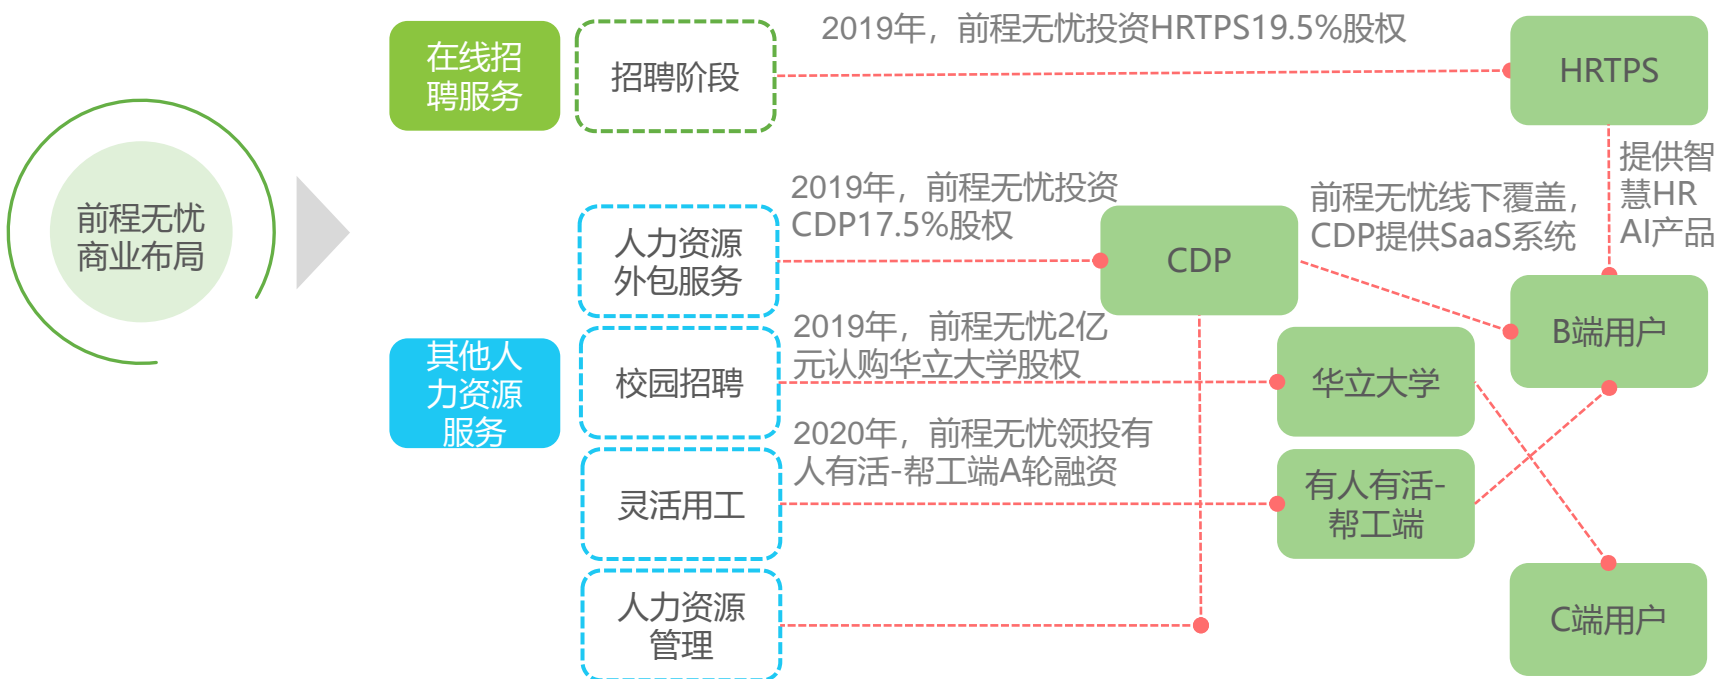 前程无忧
商业布局
在线招
聘服务
招聘阶段
2019年，前程无忧投资HRTPS19.5%股权
HRTPS
提供智
慧HR
AI产品
其他人
力资源
服务
人力资源
外包服务
2019年，前程无忧投资
CDP17.5%股权
CDP
前程无忧线下覆盖，
CDP提供SaaS系统
B端用户
校园招聘
2019年，前程无忧2亿
元认购华立大学股权
华立大学
灵活用工
2020年，前程无忧领投有
人有活-帮工端A轮融资
有人有活-
帮工端
人力资源
管理
C端用户